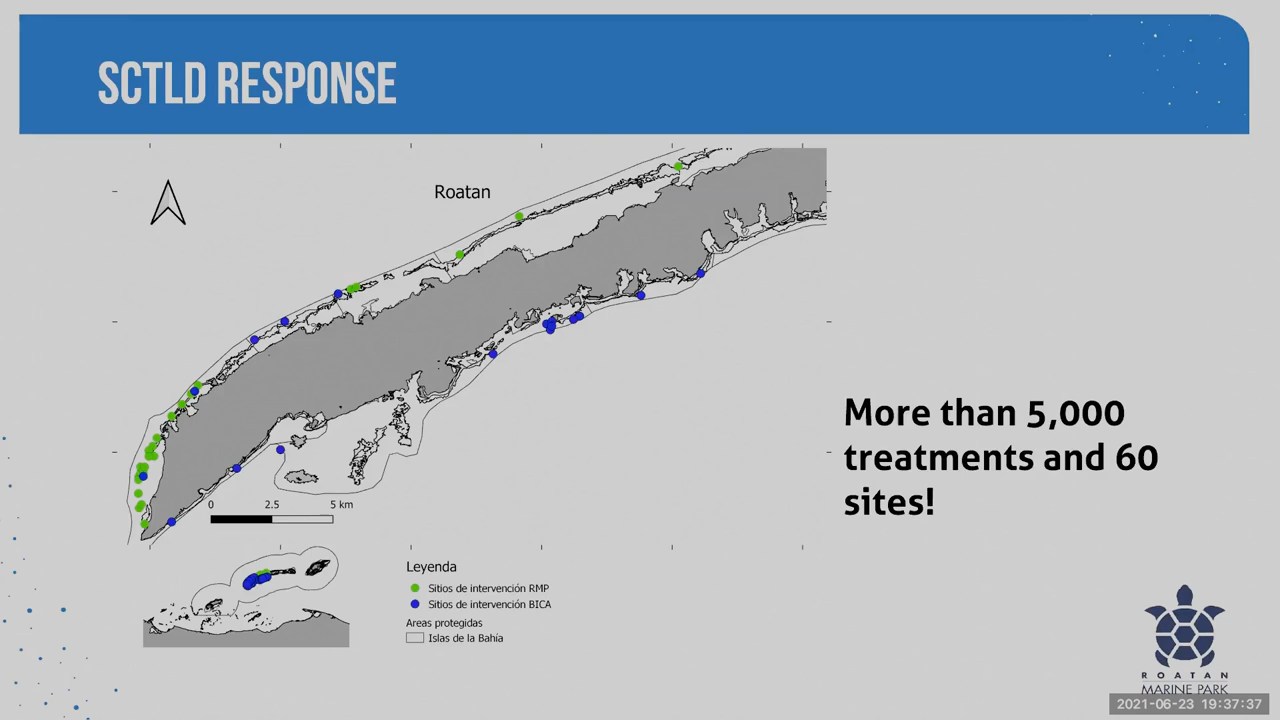 SCTLD RESPONSE
Roatan
More than 5,000
treatments and 60
sites!
0 2.5 5 km
Leyenda
Sitios de intervención RMP
Sitios de intervención BICA
Areas protegidas
Islas de la Bahía
ROATAN
MARINE PARK
2021-06-23 19:37:37